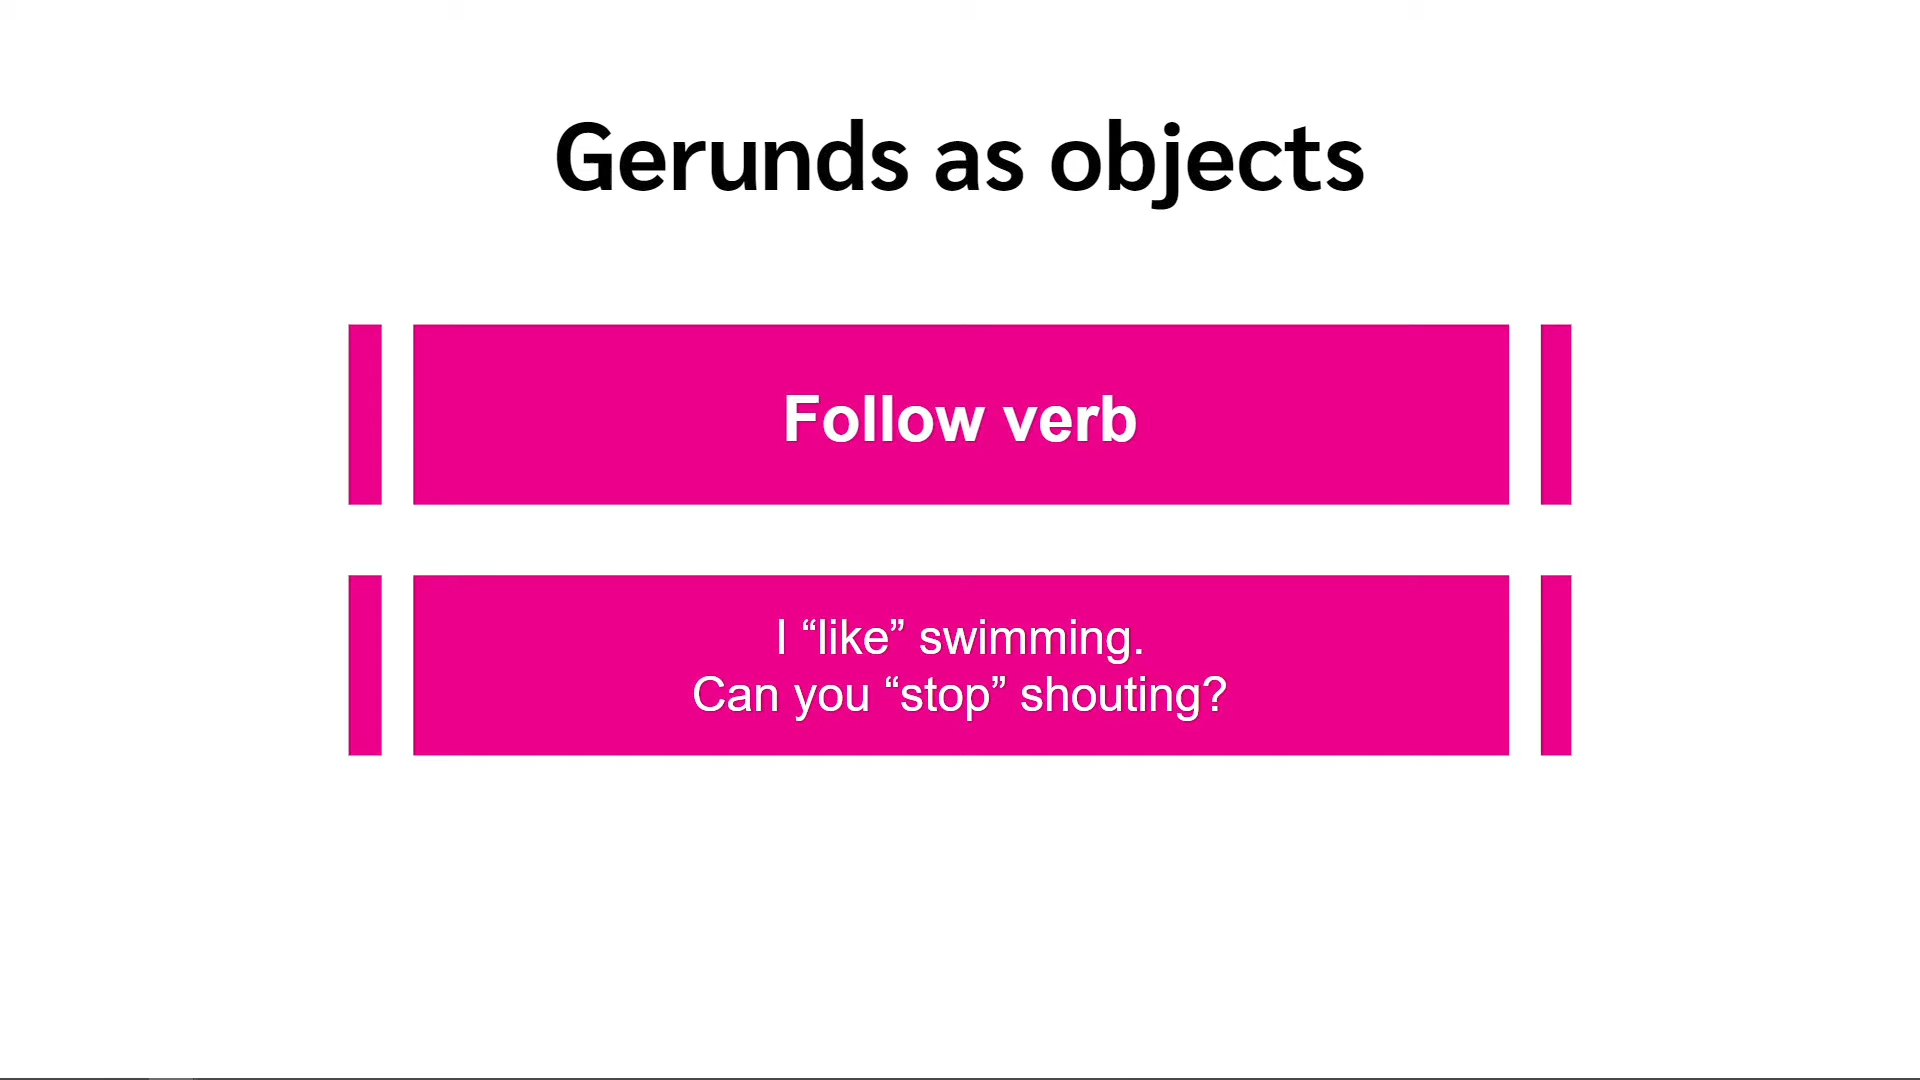 Gerunds as objects
Follow verb
I “like” swimming.
Can you “stop” shouting?